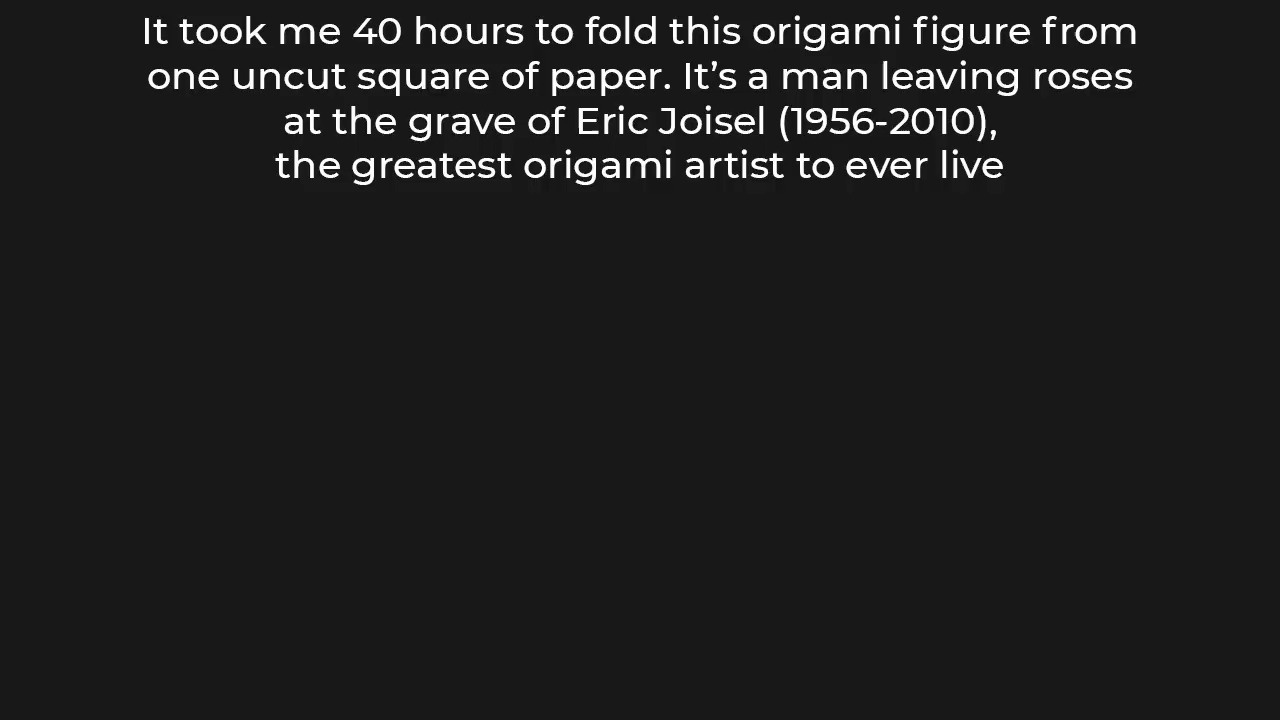 It took me 40 hours to fold this origami figure from
one uncut square of paper. It’s a man leaving roses
at the grave of Eric Joisel (1956-2010),
the greatest origami artist to ever live